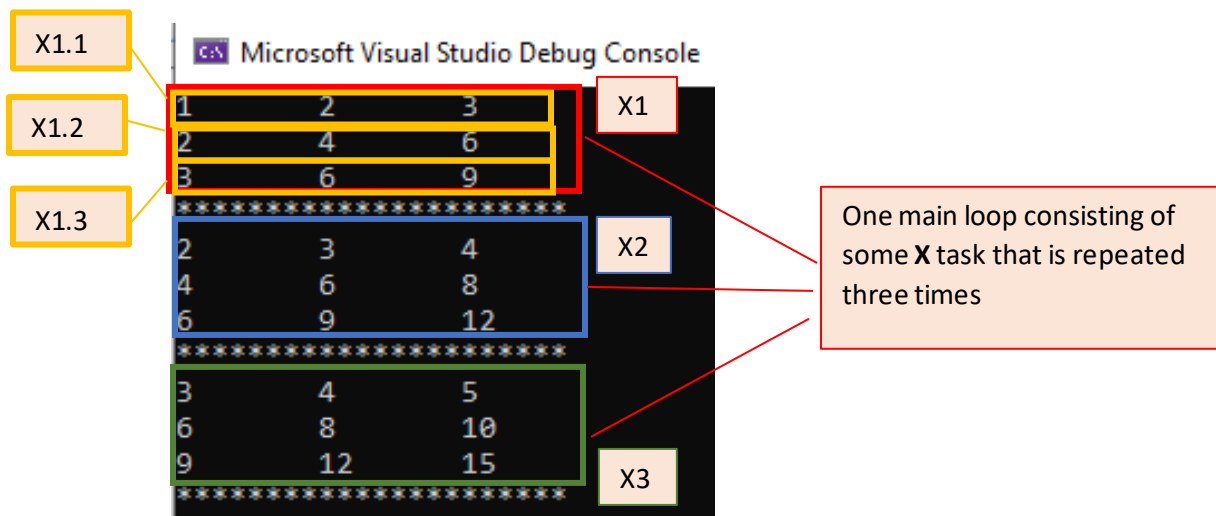 Microsoft Visual Studio Debug Console
X1.1
X1.2
X1.3
1 2 3
2 4 6
3 6 9
**********************
X1
2 3 4
4 6 8
6 9 12
**********************
X2
3 4 5
6 8 10
9 12 15
**********************
X3
One main loop consisting of
some X task that is repeated
three times